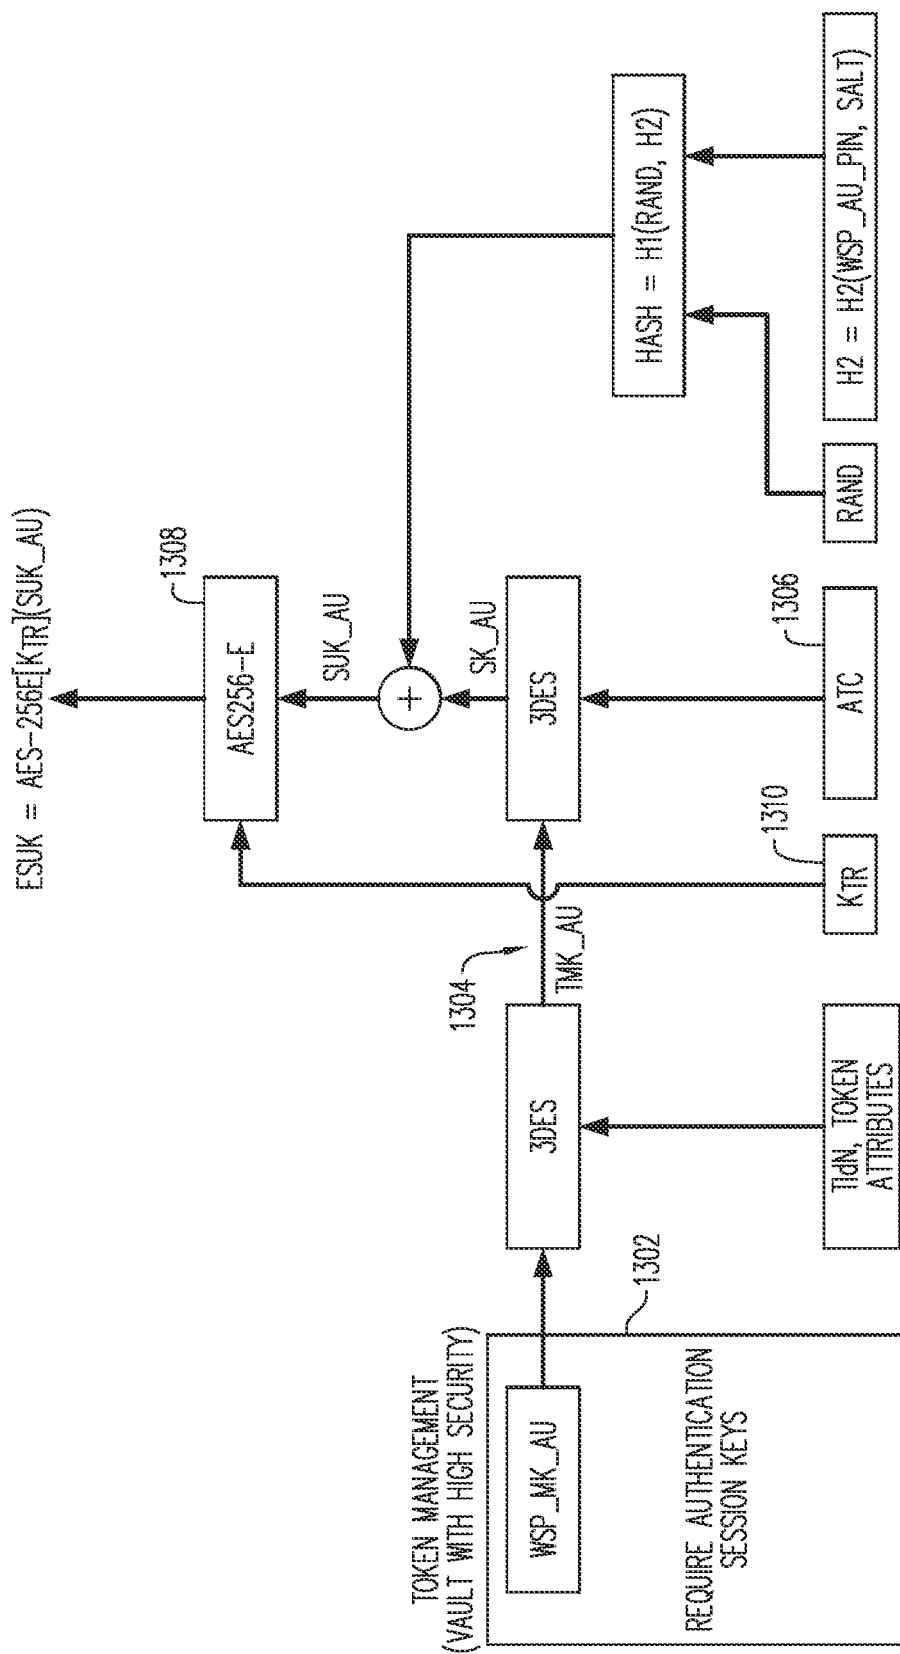 TOKEN MANAGEMENT
(VAULT WITH HIGH SECURITY)
WSP_MK_AU
REQUIRE AUTHENTICATION
SESSION KEYS
1302
3DES
TIdN, TOKEN
ATTRIBUTES
1304
TMK_AU
KTR
1310
ESUK = AES-256E[KTR](SUK_AU)
AES256-E
1308
SUK_AU
+
SK_AU
3DES
ATC
1306
HASH = H1(RAND, H2)
RAND
H2 = H2(WSP_AU_PIN, SALT)